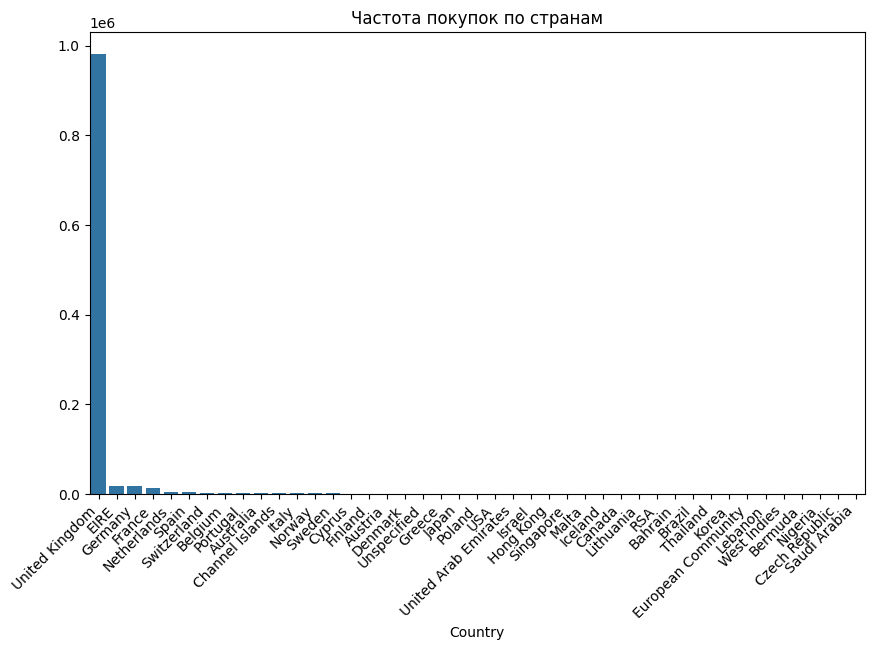 Частота покупок по странам
1e6
1.0
0.8
0.6
0.4
0.2
0.0
United Kingdom
EIRE
Germany
France
Netherlands
Spain
Switzerland
Belgium
Portugal
Australia
Channel Islands
Italy
Norway
Sweden
Cyprus
Finland
Austria
Denmark
Unspecified
Greece
Japan
Poland
USA
United Arab Emirates
Israel
Hong Kong
Singapore
Malta
Iceland
Canada
Lithuania
RSA
Bahrain
Brazil
Thailand
Korea
European Community
Lebanon
West Indies
Bermuda
Nigeria
Czech Republic
Saudi Arabia
Country